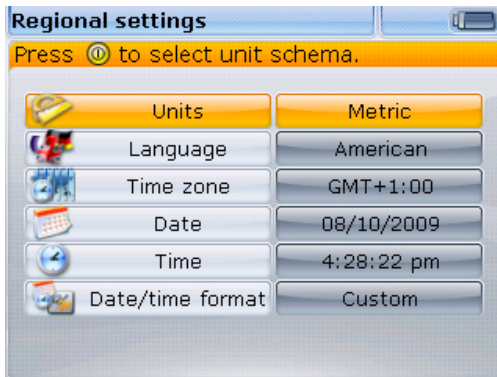 Regional settings
Press to select unit schema.
Units Metric
Language American
Time zone GMT+1:00
Date 08/10/2009
Time 4:28:22 pm
Date/time format Custom